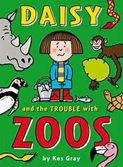 DAISY
and the TROUBLE with
ZOOS
by Kes Gray